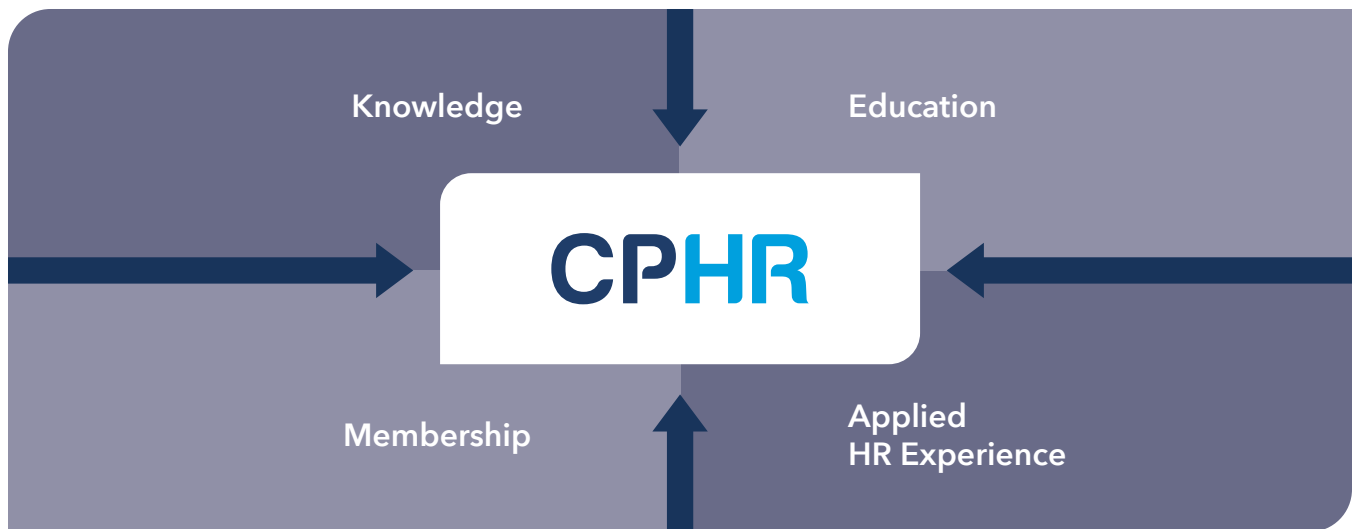 Knowledge
Education
CPHR
Membership
Applied
HR Experience